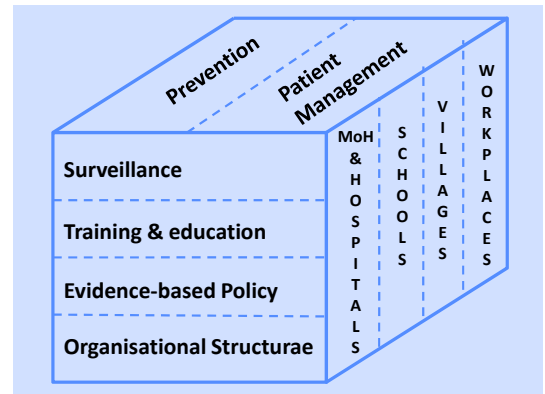 Prevention
Patient
Management
Surveillance
Training & education
Evidence-based Policy
Organisational Structurae
MoH
&
HOSPITALS
SCHOOLS
VILLAGES
WORKPLACES